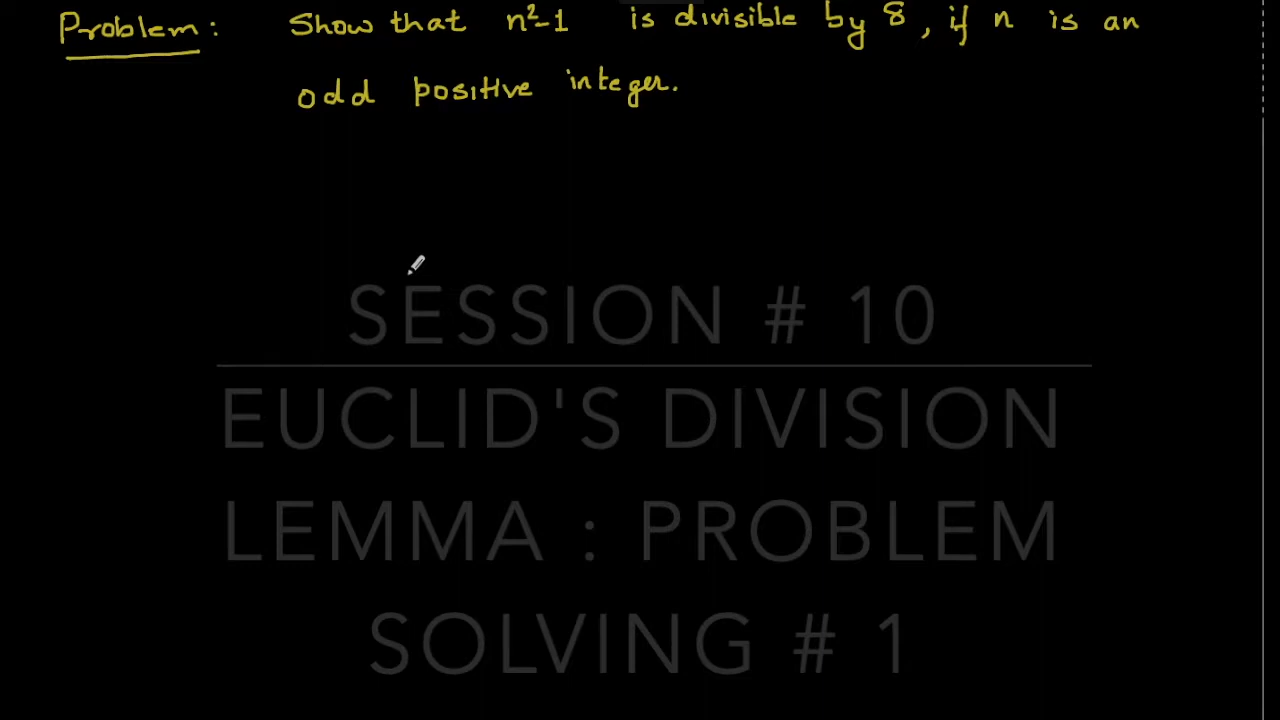 Problem: Show that n²-1 is divisible by 8, if n is an
odd positive integer.
SESSION # 10
EUCLID'S DIVISION
LEMMA : PROBLEM
SOLVING # 1